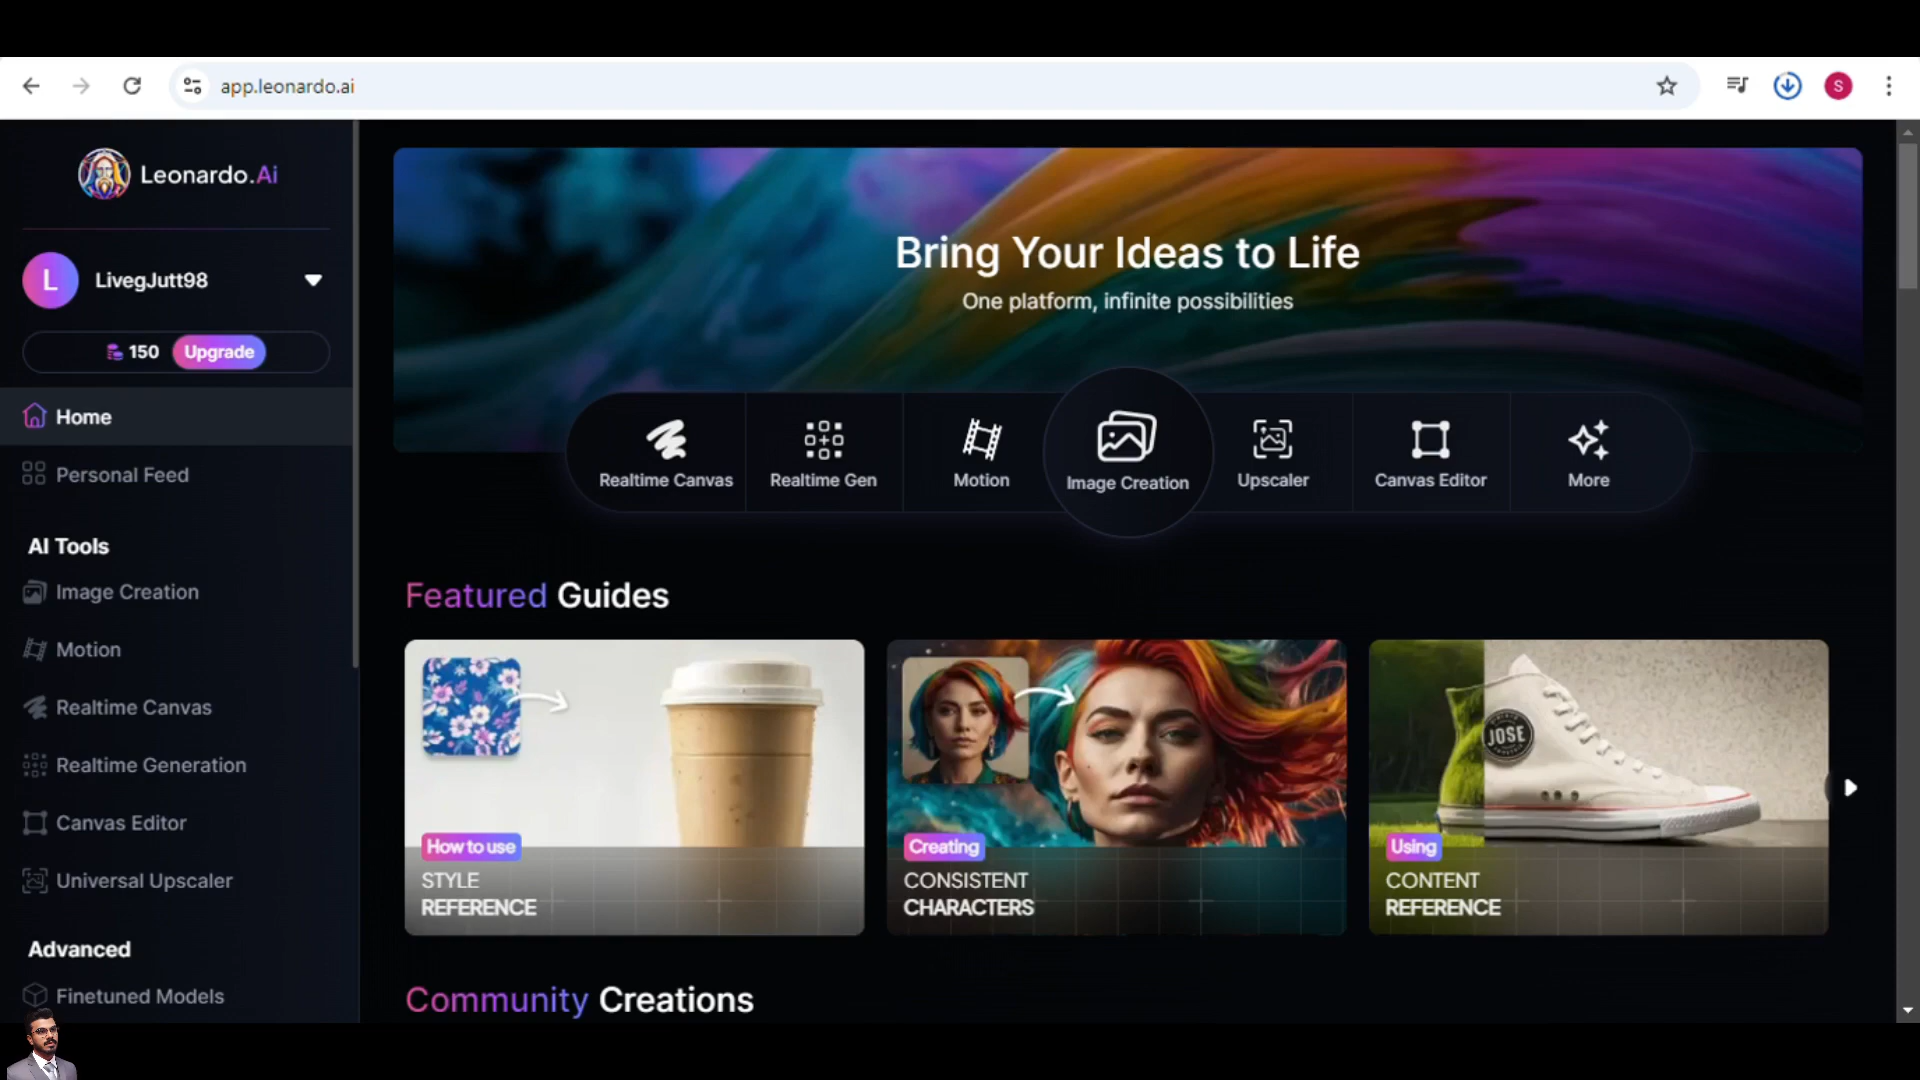 app.leonardo.ai
S
Leonardo.Ai
L
LivegJutt98
150
Upgrade
Home
Personal Feed
AI Tools
Image Creation
Motion
Realtime Canvas
Realtime Generation
Canvas Editor
Universal Upscaler
Advanced
Finetuned Models
Bring Your Ideas to Life
One platform, infinite possibilities
Realtime Canvas
Realtime Gen
Motion
Image Creation
Upscaler
Canvas Editor
More
Featured Guides
How to use
STYLE
REFERENCE
Creating
CONSISTENT
CHARACTERS
JOSE
Using
CONTENT
REFERENCE
Community Creations